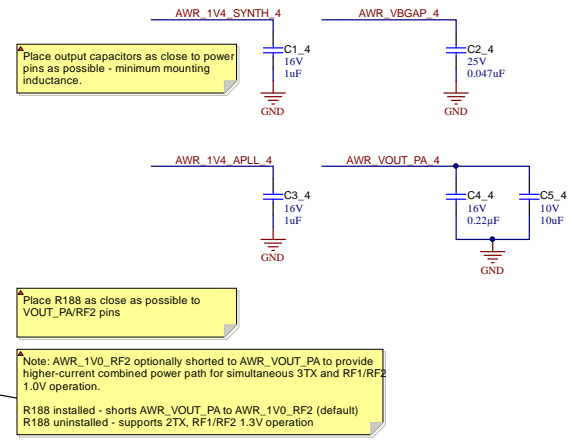 AWR_1V4_SYNTH_4
AWR_VBGAP_4
Place output capacitors as close to power
pins as possible - minimum mounting
inductance.
C1_4
16V
1uF
GND
C2_4
25V
0.047uF
GND
AWR_1V4_APLL_4
AWR_VOUT_PA_4
C3_4
16V
1uF
GND
C4_4
16V
0.22µF
C5_4
10V
10uF
GND
Place R188 as close as possible to
VOUT_PA/RF2 pins
Note: AWR_1V0_RF2 optionally shorted to AWR_VOUT_PA to provide
higher-current combined power path for simultaneous 3TX and RF1/RF2
1.0V operation.
R188 installed - shorts AWR_VOUT_PA to AWR_1V0_RF2 (default)
R188 uninstalled - supports 2TX, RF1/RF2 1.3V operation